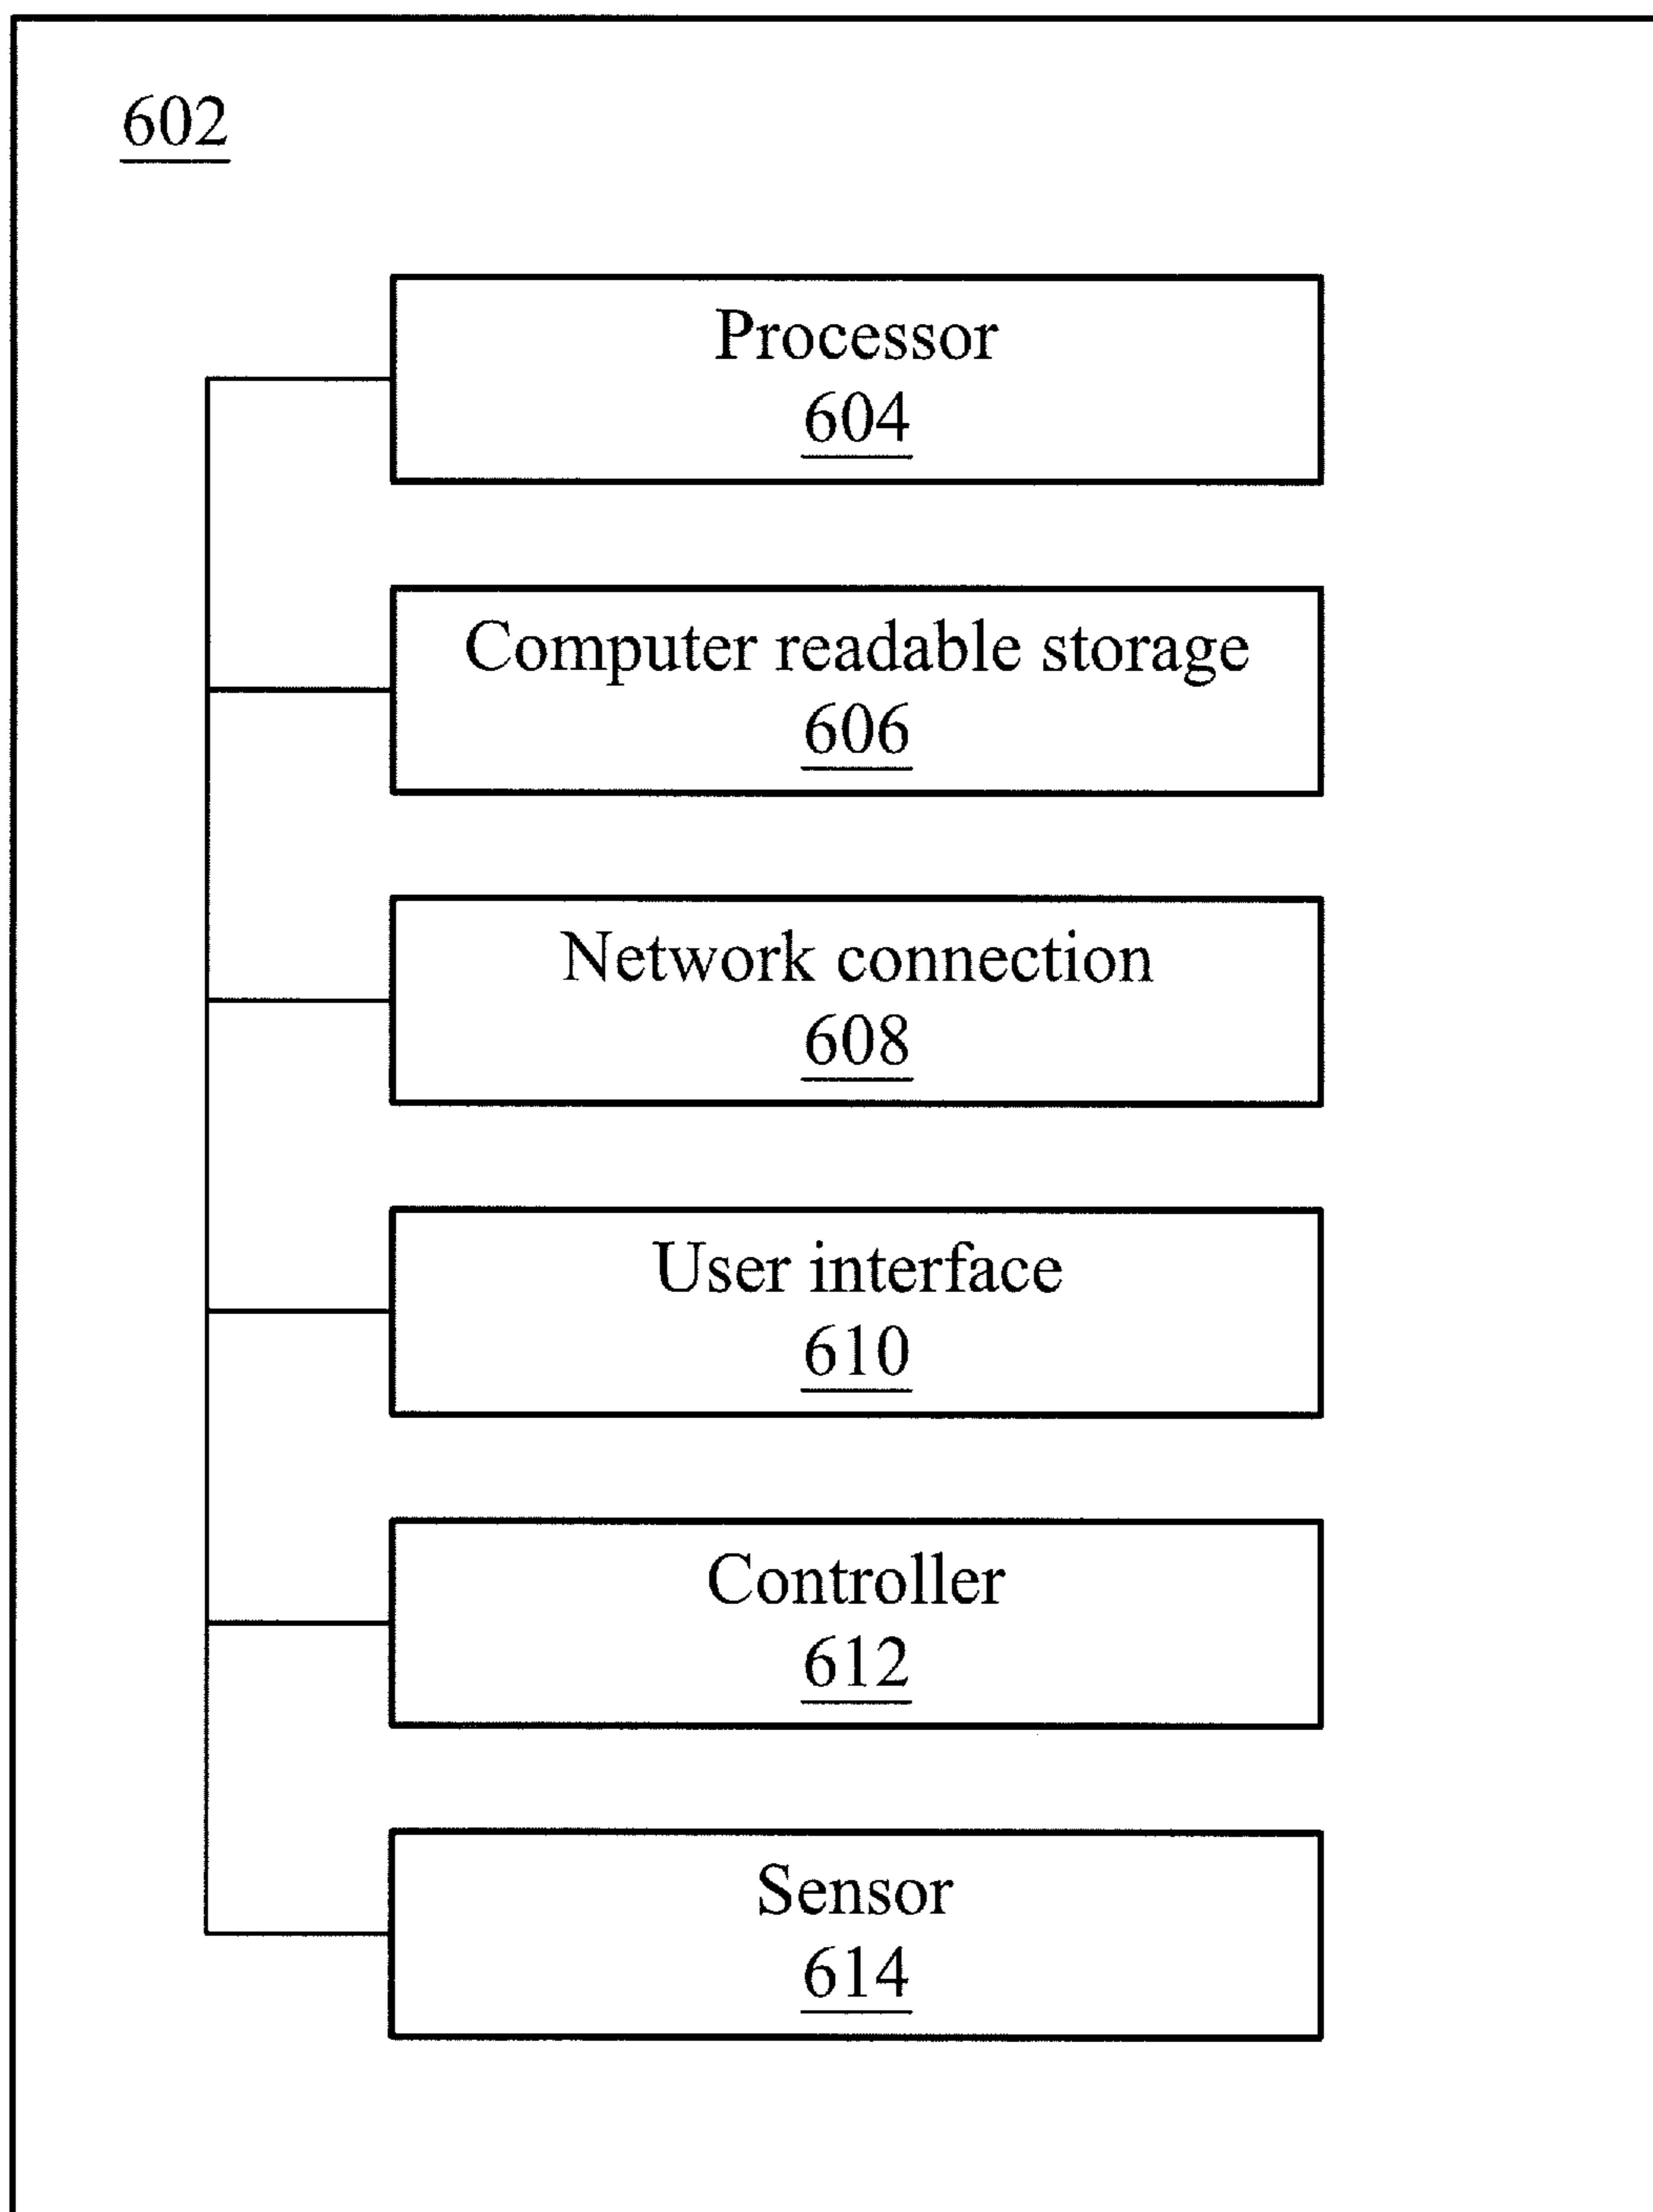 602
Processor
604
Computer readable storage
606
Network connection
608
User interface
610
Controller
612
Sensor
614